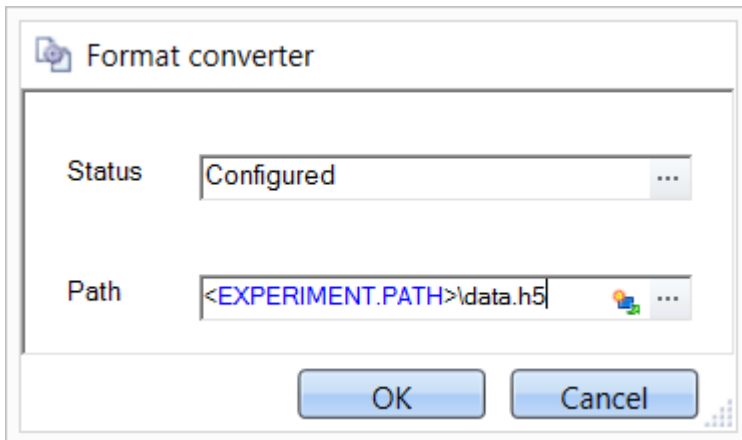 Format converter
Status Configured ...
Path <EXPERIMENT.PATH>\data.h5 ...
OK Cancel